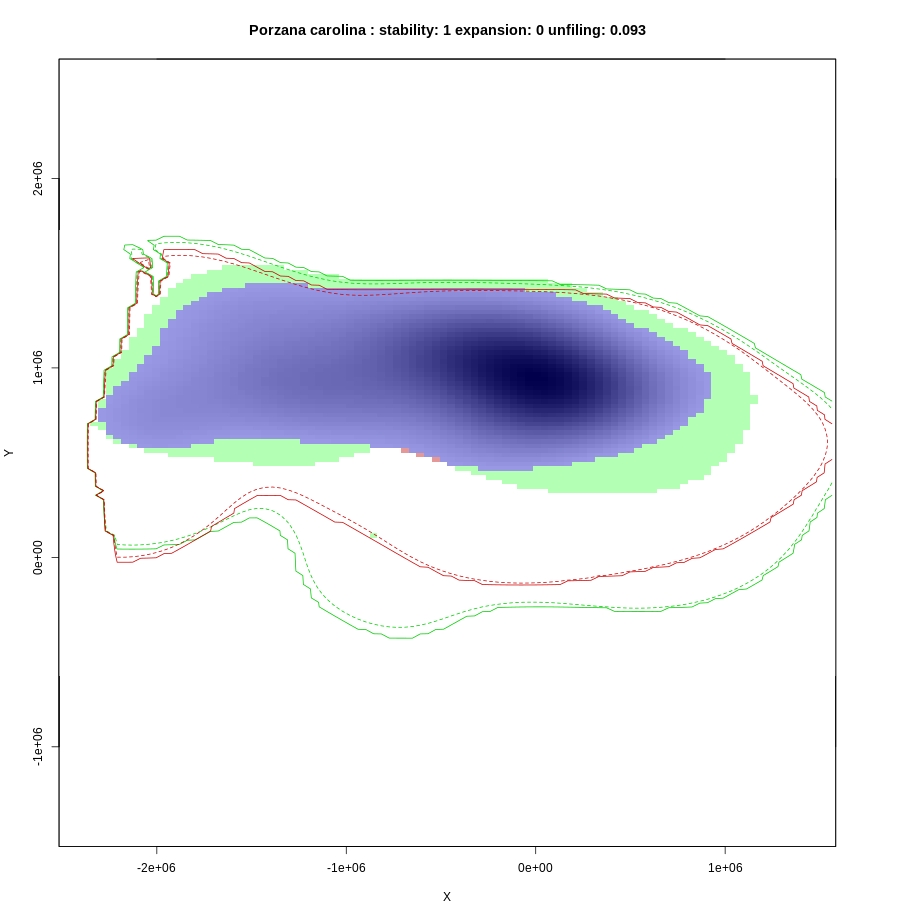 Porzana carolina : stability: 1 expansion: 0 unfiling: 0.093
2e+06
1e+06
0e+00
-1e+06
Y
-2e+06 -1e+06 0e+00 1e+06
X